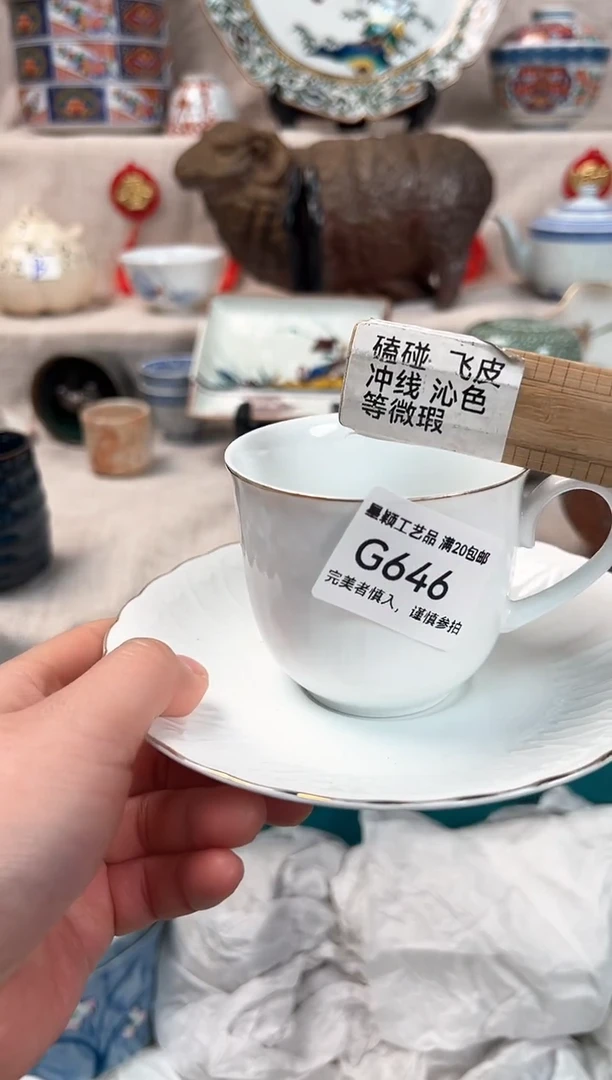 磕碰 飞皮
冲线 沁色
等微瑕
量颖工艺品 满20包邮
G646
完美者慎入，谨慎参拍